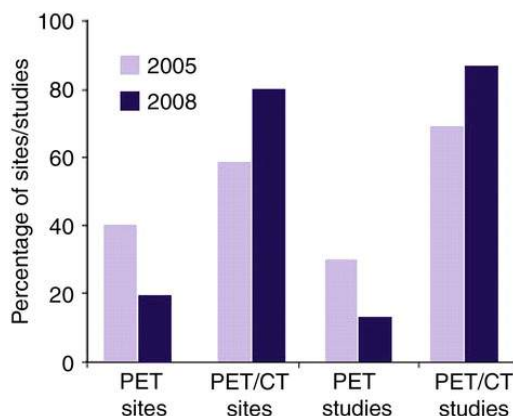 Percentage of sites/studies
100
80
60
40
20
0
2005
2008
PET sites
PET/CT sites
PET studies
PET/CT studies